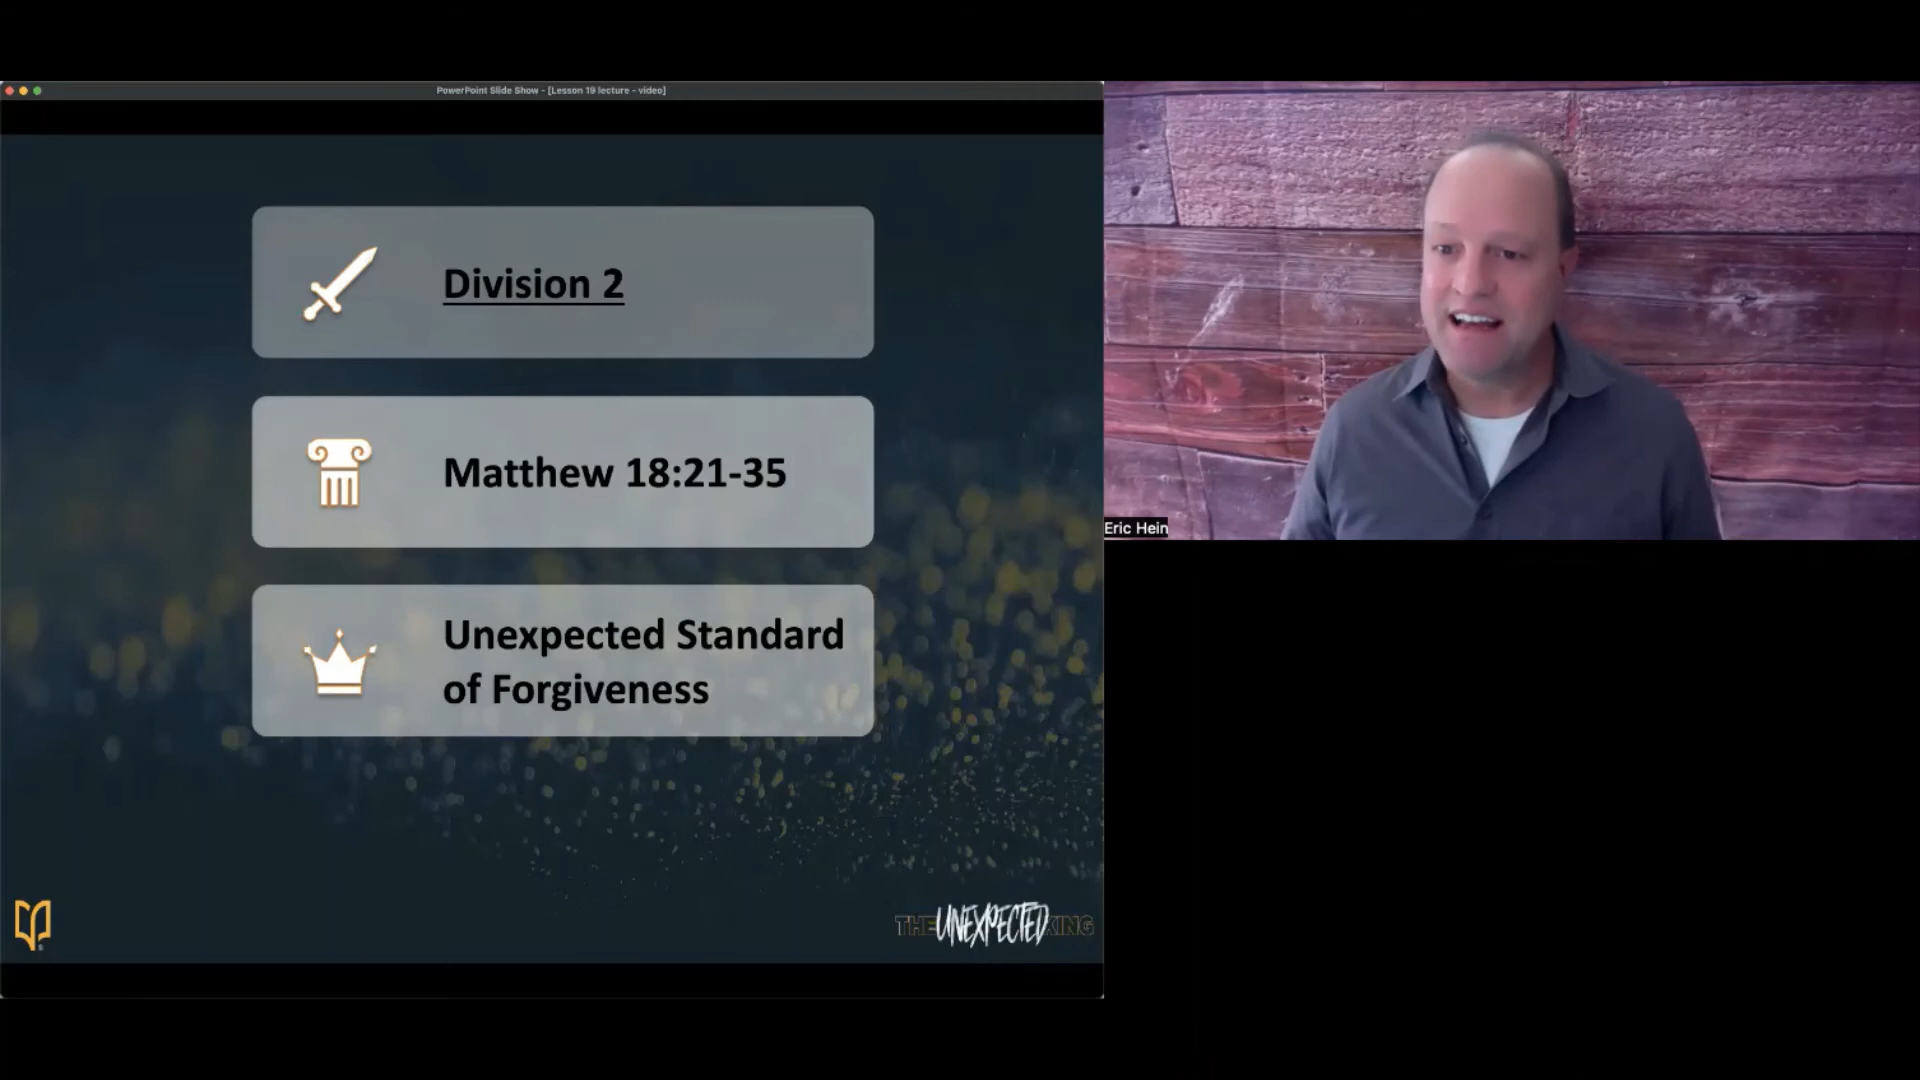 PowerPoint Slide Show - [Lesson 19 lecture - video]
Division 2
Matthew 18:21-35
Unexpected Standard
of Forgiveness
Eric Hein
THE UNEXPECTED KING